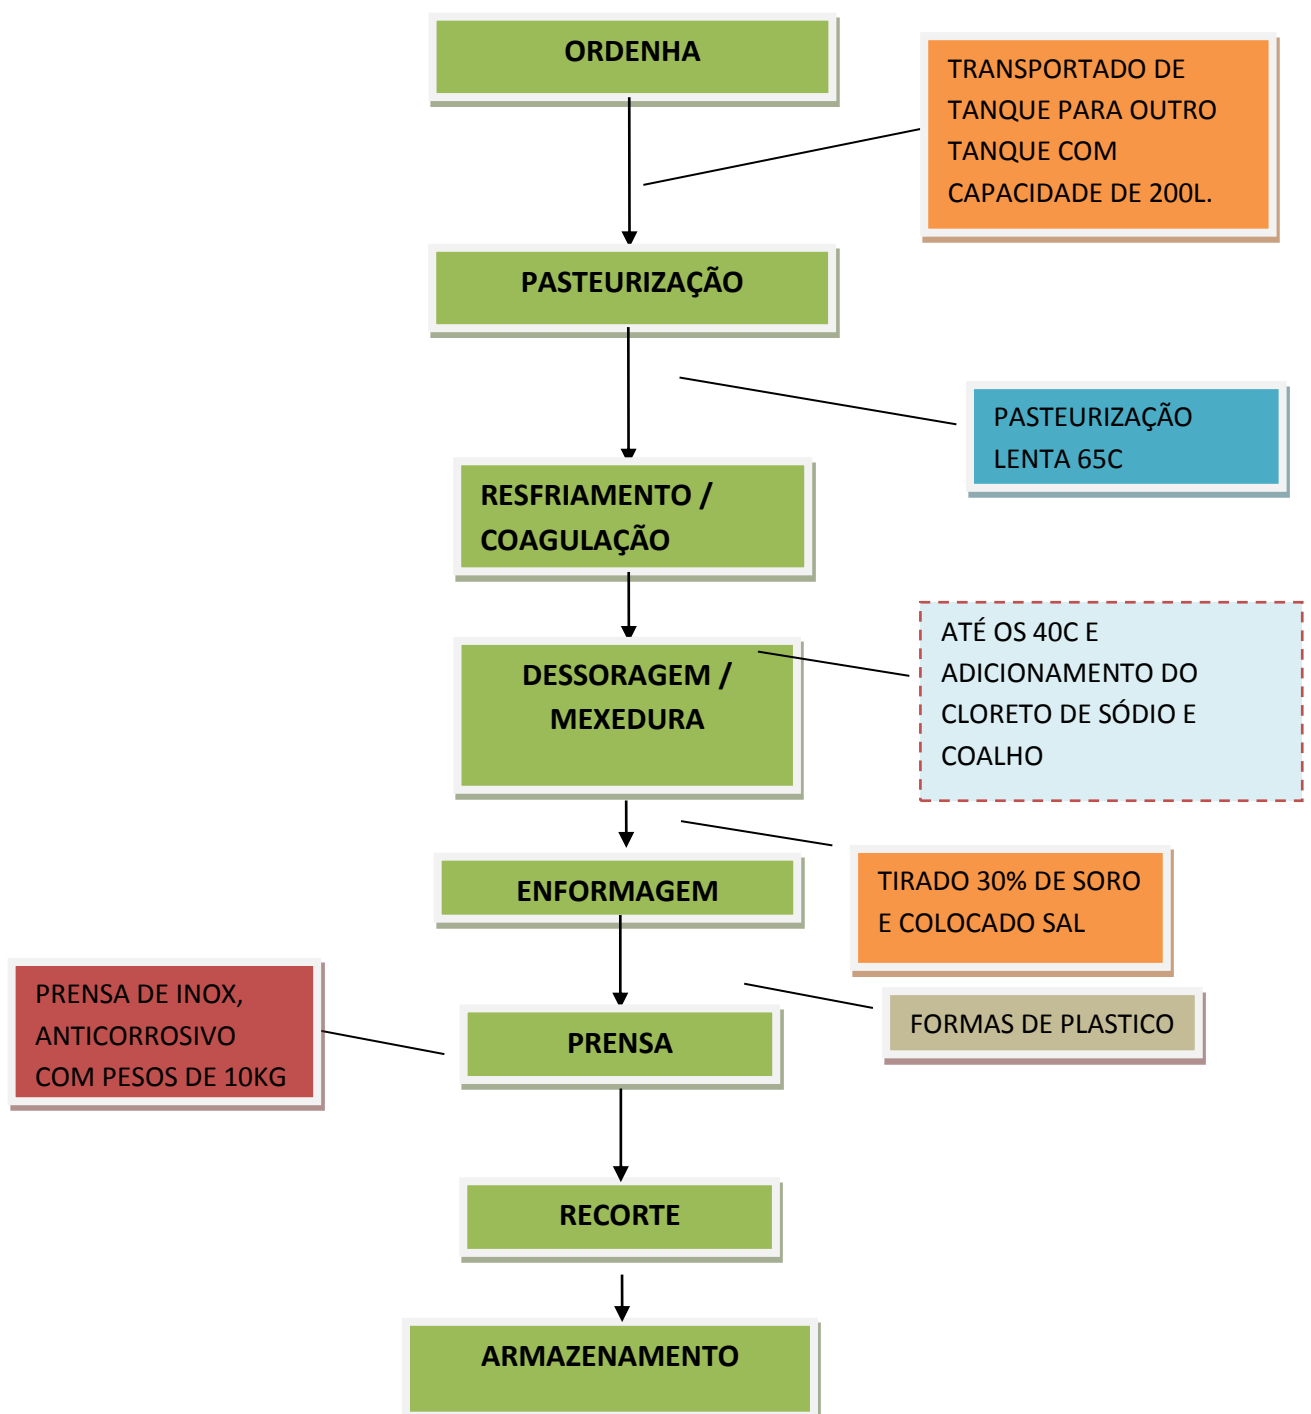 ORDENHA
TRANSPORTADO DE
TANQUE PARA OUTRO
TANQUE COM
CAPACIDADE DE 200L.
PASTEURIZAÇÃO
PASTEURIZAÇÃO
LENTA 65C
RESFRIAMENTO /
COAGULAÇÃO
ATÉ OS 40C E
ADICIONAMENTO DO
CLORETO DE SÓDIO E
COALHO
DESSORAGEM /
MEXEDURA
TIRADO 30% DE SORO
E COLOCADO SAL
ENFORMAGEM
FORMAS DE PLASTICO
PRENSA DE INOX,
ANTICORROSIVO
COM PESOS DE 10KG
PRENSA
RECORTE
ARMAZENAMENTO